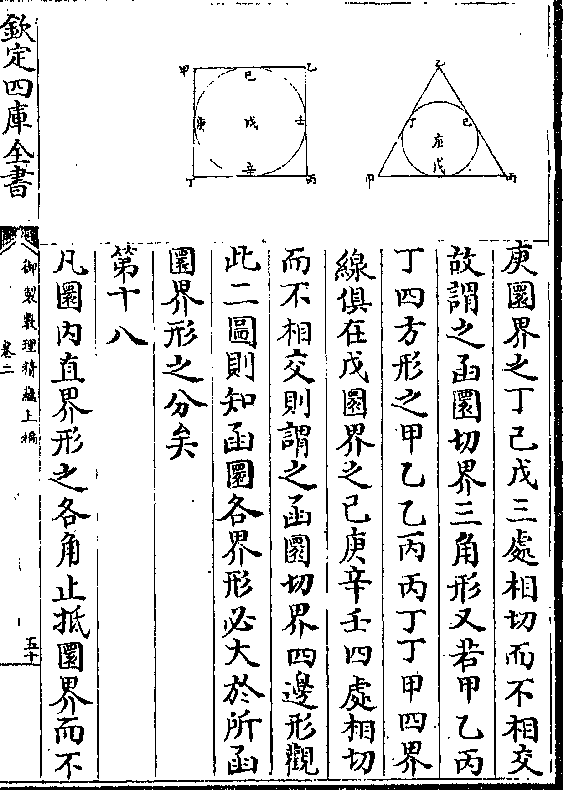 庚圜界之丁己戊三處相切而不相交
故謂之函圜切界三角形又若甲乙丙
丁四方形之甲乙乙丙丙丁丁甲四界
線俱在戊圜界之己庚辛壬四處相切
而不相交則謂之函圜切界四邊形觀
此二圖則知函圜各界形必大於所函
圜界形之分矣
第十八
凡圜内直界形之各角止抵圜界而不
欽定四庫全書
御製數理精蘊上編
卷二
五十
乙
丁
己
庚
戊
甲
丙
甲
乙
己
庚
戊
壬
辛
丁
丙